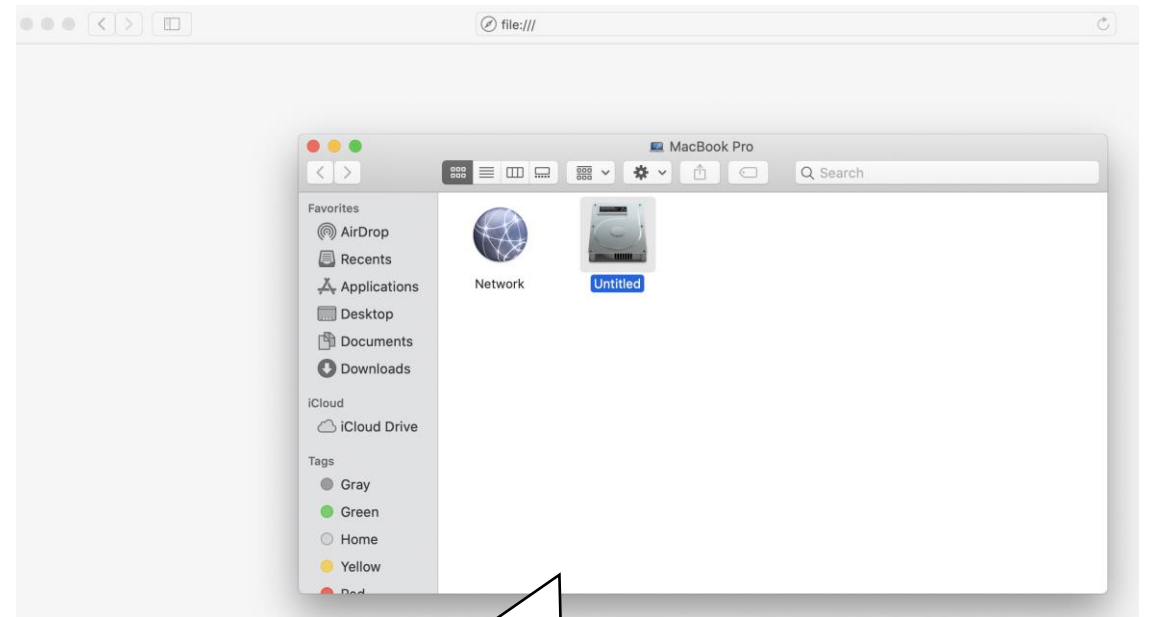 file:///
MacBook Pro
Search
Favorites
AirDrop
Recents
Applications
Desktop
Documents
Downloads
iCloud
iCloud Drive
Tags
Gray
Green
Home
Yellow
Red
Network
Untitled